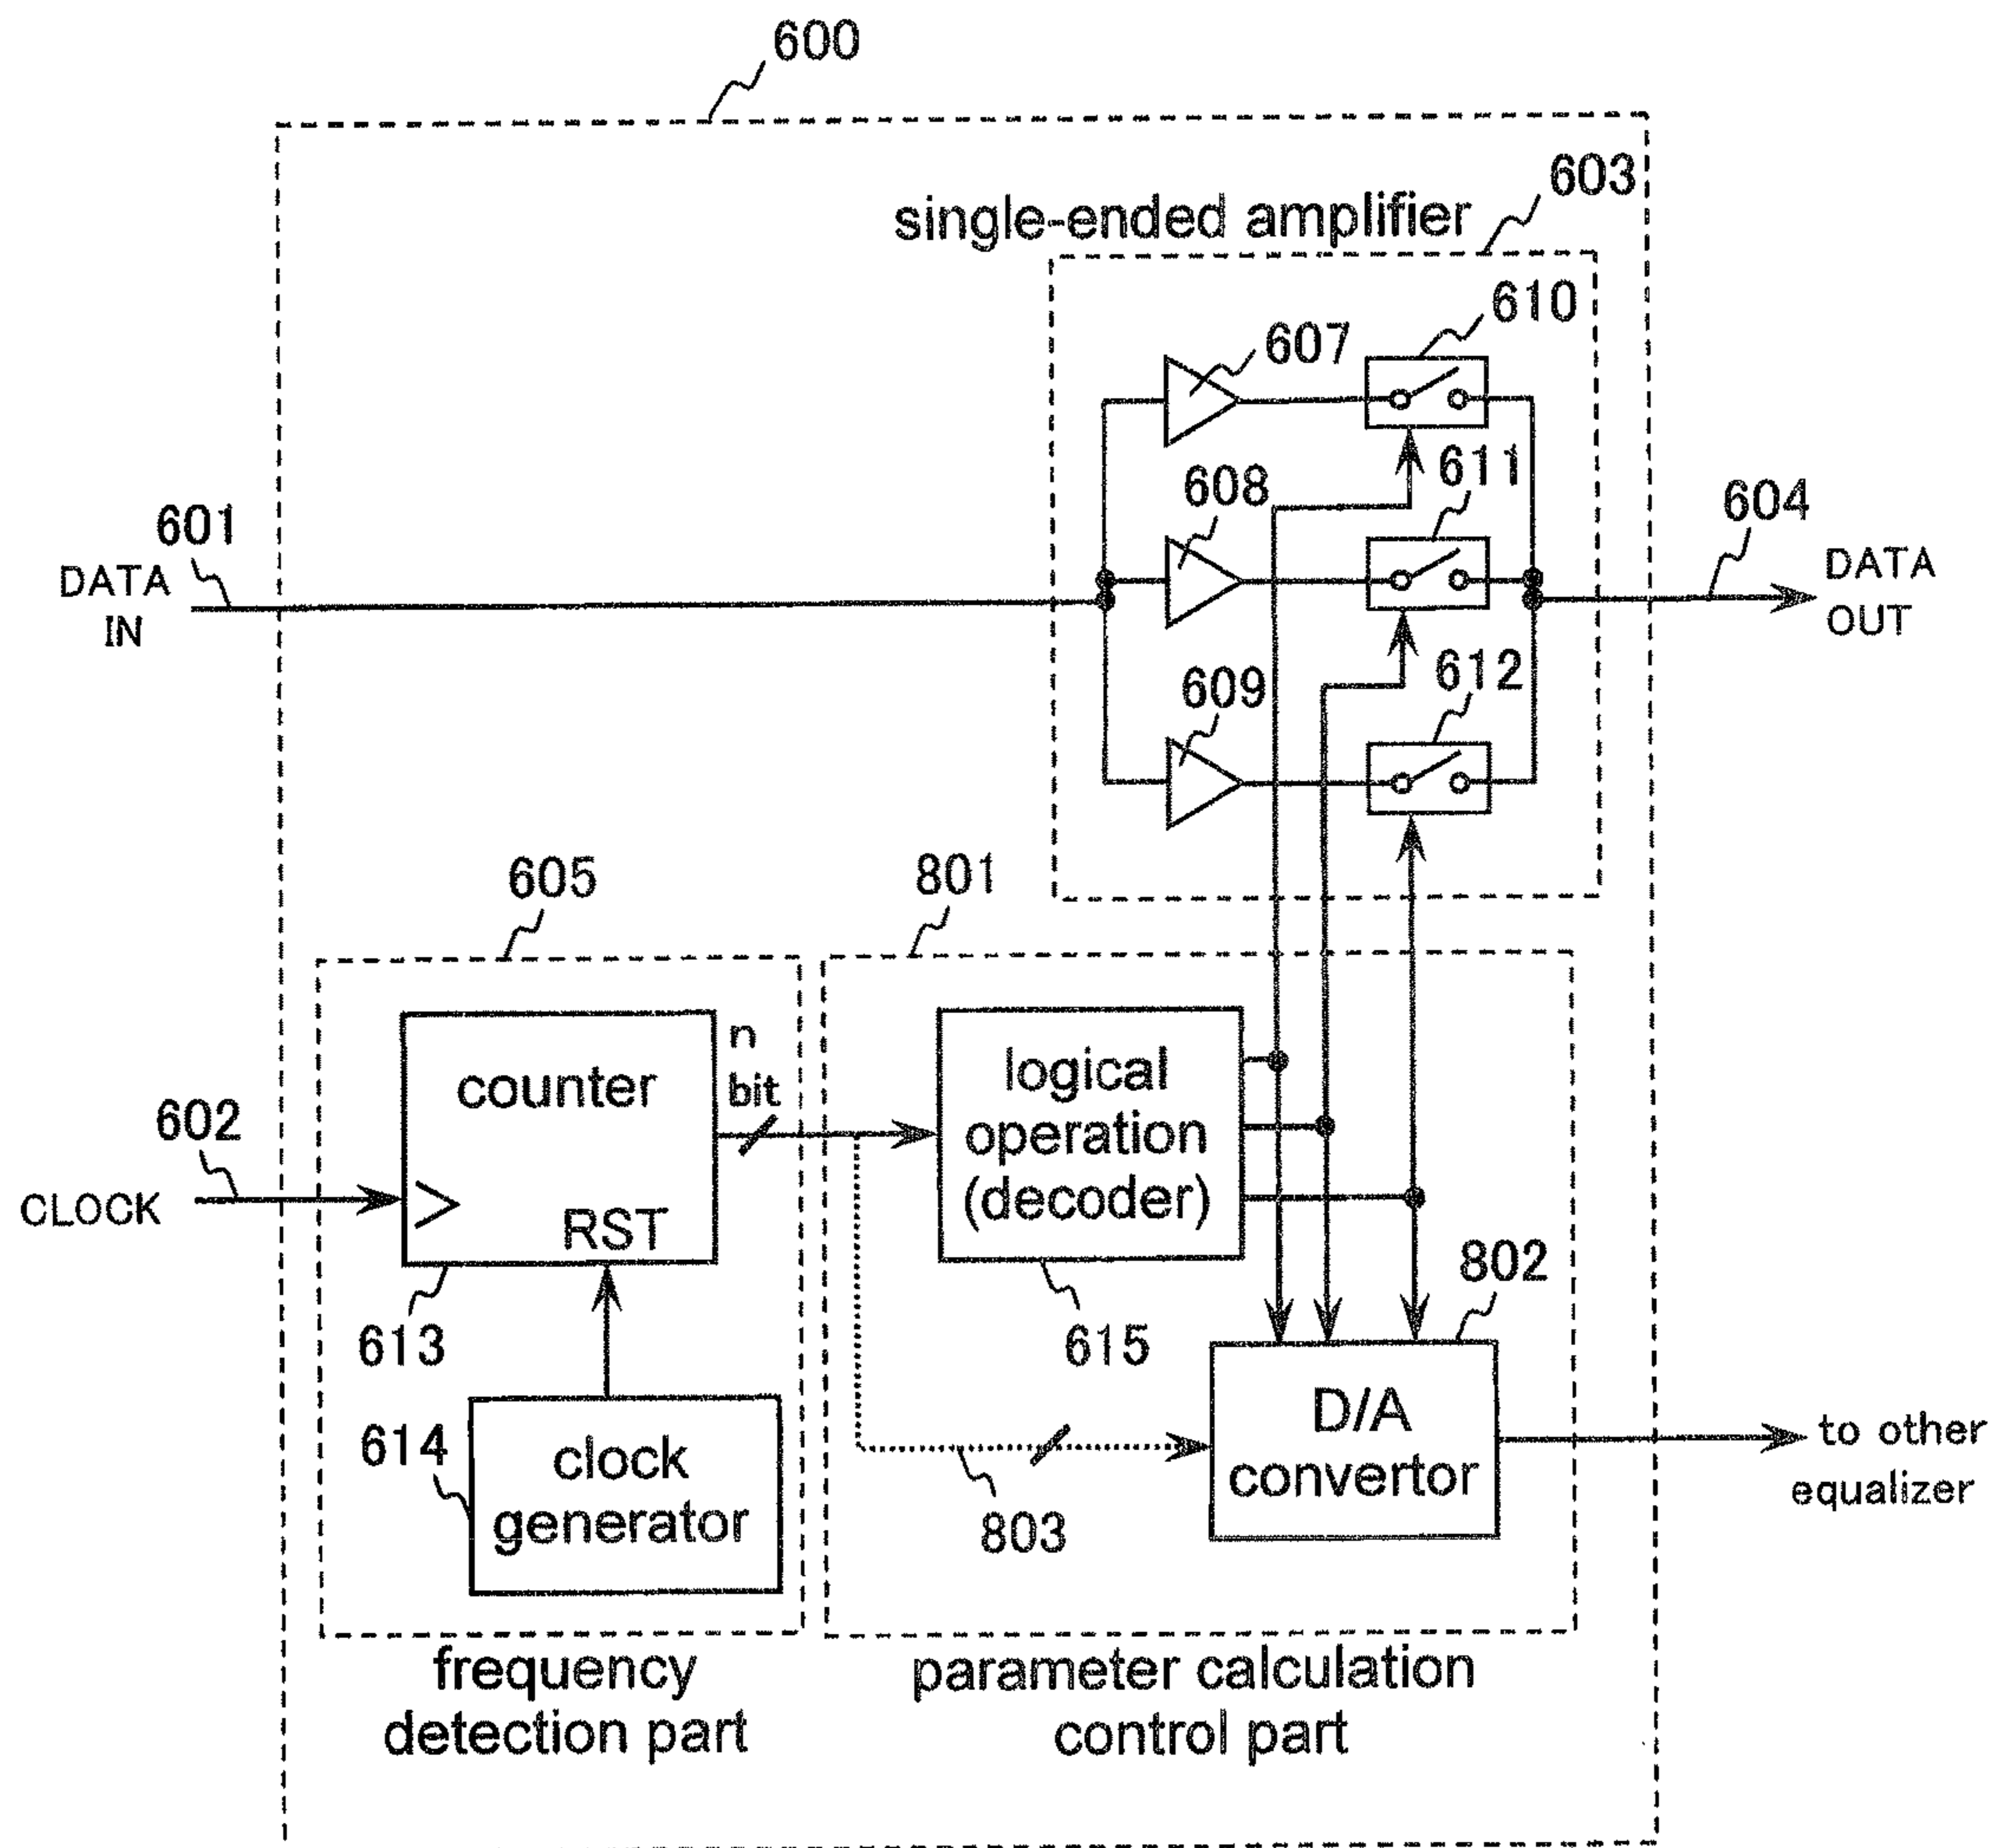 600
603
single-ended amplifier
610
607
611
608
604
601
DATA
IN
DATA
OUT
612
609
605
801
n
bit
counter
logical
operation
(decoder)
602
CLOCK
RST
802
613
615
D/A
convertor
614
clock
generator
803
to other
equalizer
frequency
detection part
parameter calculation
control part